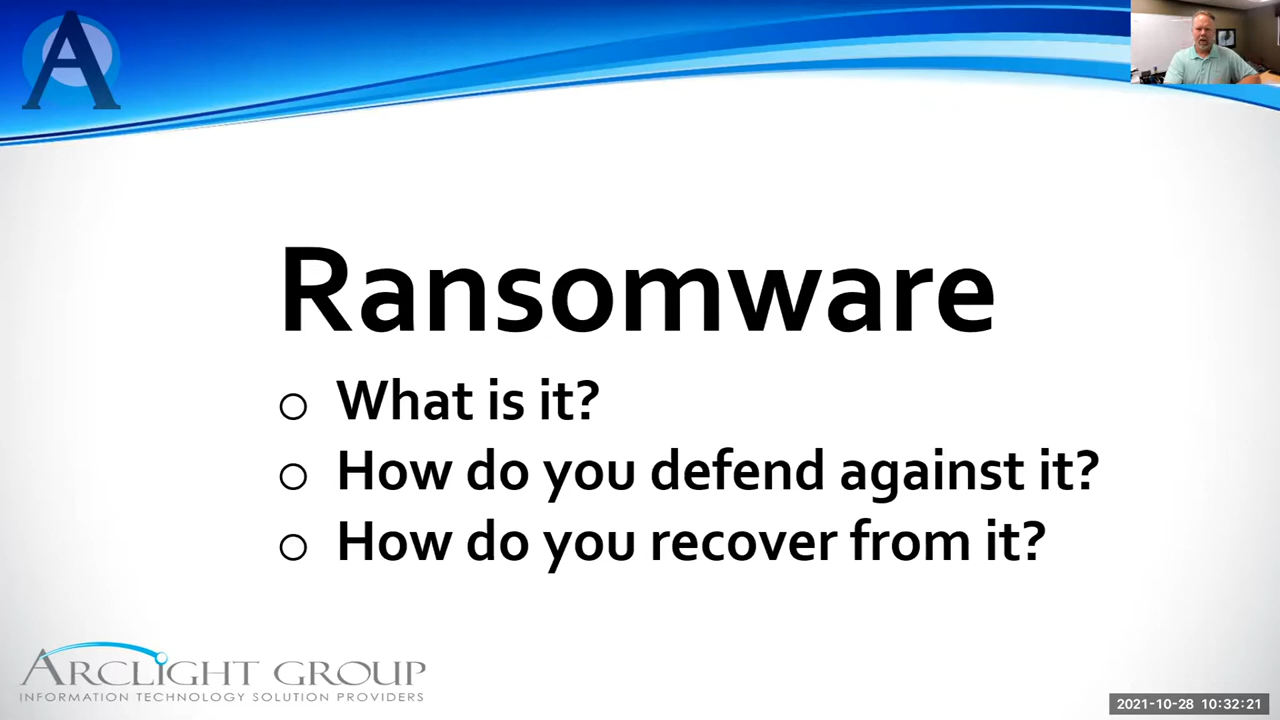 A
Ransomware
What is it?
How do you defend against it?
How do you recover from it?
ARCLIGHT GROUP
INFORMATION TECHNOLOGY SOLUTION PROVIDERS
2021-10-28 10:32:21